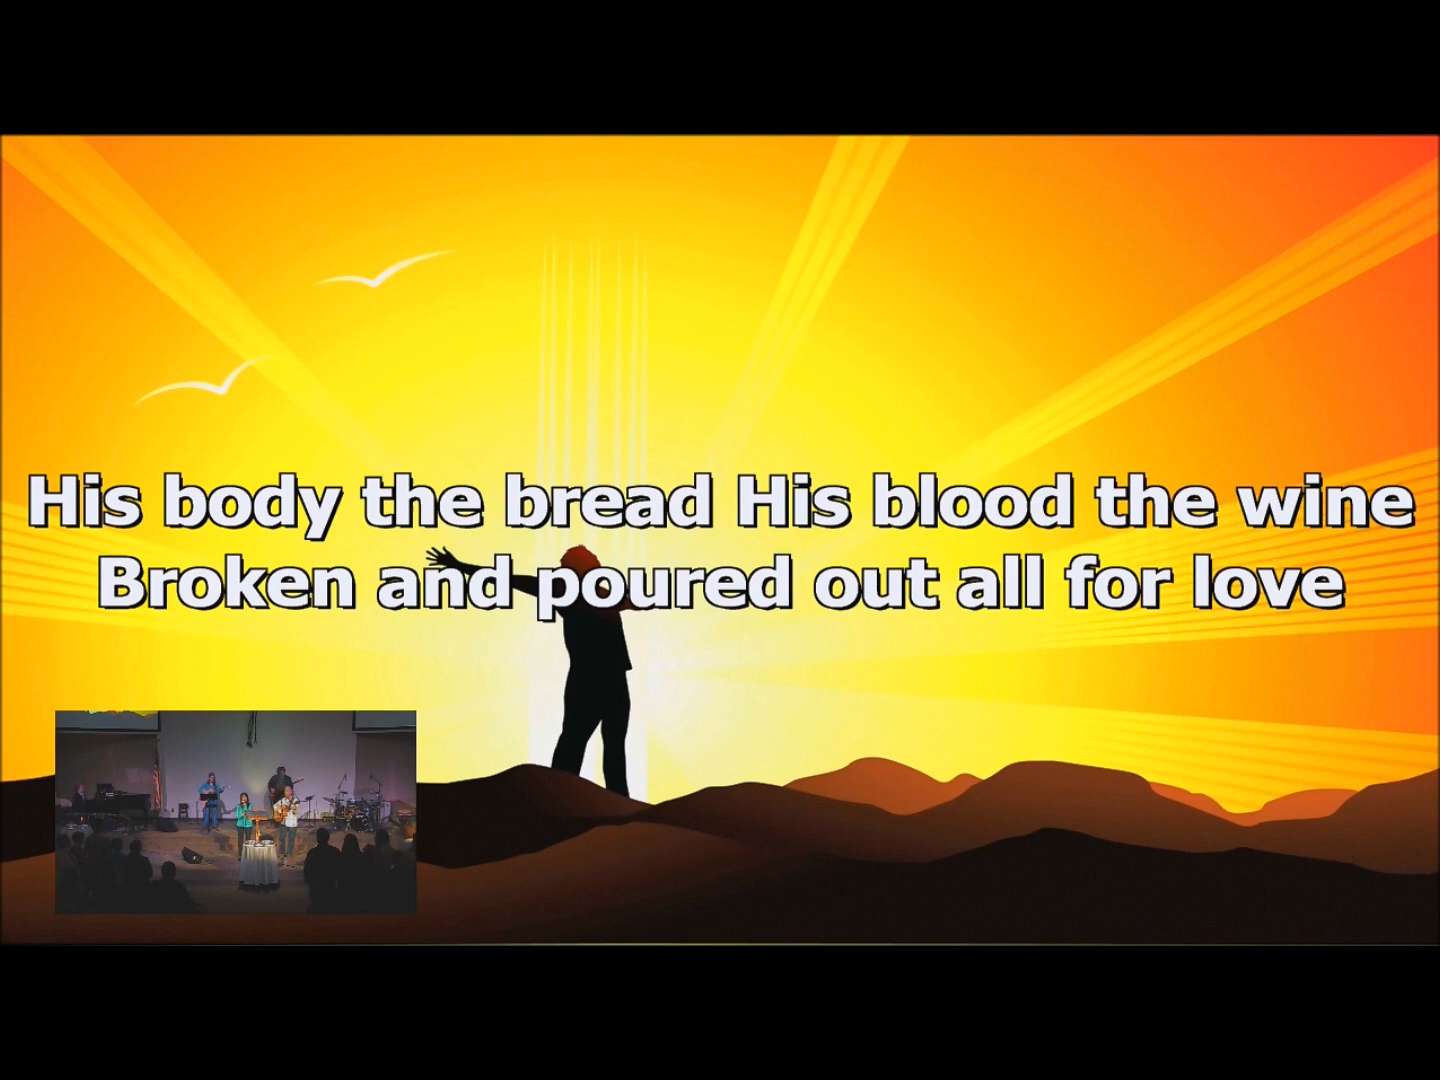 His body the bread His blood the wine
Broken and poured out all for love